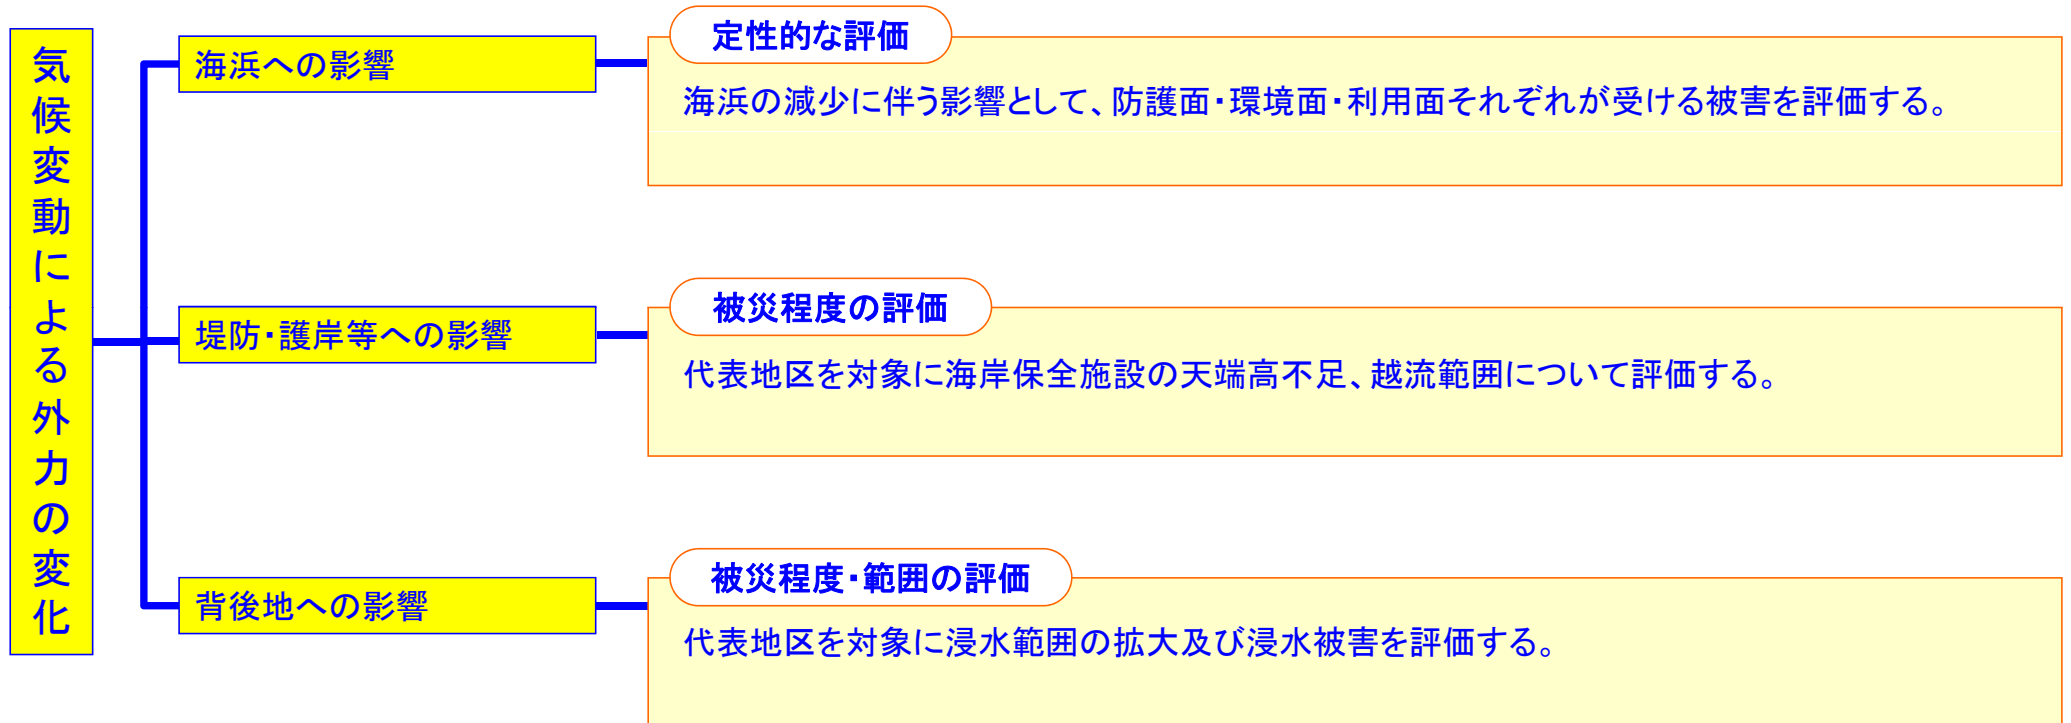 気候変動による外力の変化
海浜への影響
定性的な評価
海浜の減少に伴う影響として、防護面・環境面・利用面それぞれが受ける被害を評価する。
堤防・護岸等への影響
被災程度の評価
代表地区を対象に海岸保全施設の天端高不足、越流範囲について評価する。
背後地への影響
被災程度・範囲の評価
代表地区を対象に浸水範囲の拡大及び浸水被害を評価する。